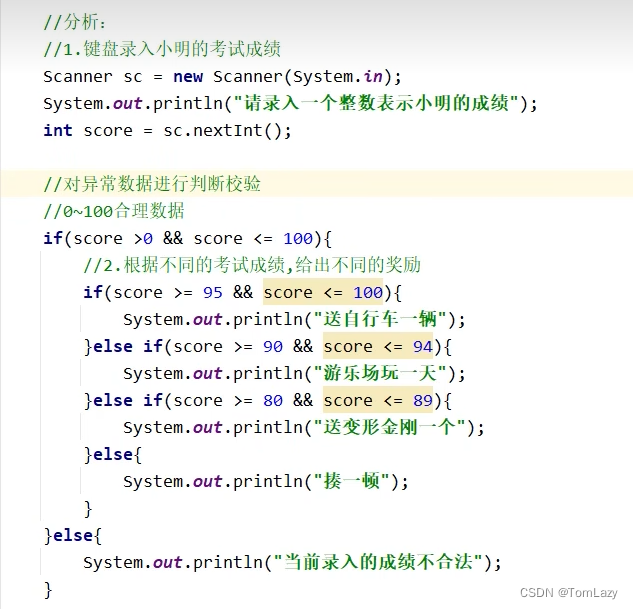 //分析：
//1.键盘录入小明的考试成绩
Scanner sc = new Scanner(System.in);
System.out.println("请录入一个整数表示小明的成绩");
int score = sc.nextInt();
//对异常数据进行判断校验
//0~100合理数据
if(score >0 && score <= 100){
//2.根据不同的考试成绩,给出不同的奖励
if(score >= 95 && score <= 100){
System.out.println("送自行车一辆");
}else if(score >= 90 && score <= 94){
System.out.println("游乐场玩一天");
}else if(score >= 80 && score <= 89){
System.out.println("送变形金刚一个");
}else{
System.out.println("揍一顿");
}
}else{
System.out.println("当前录入的成绩不合法");
}
CSDN @TomLazy